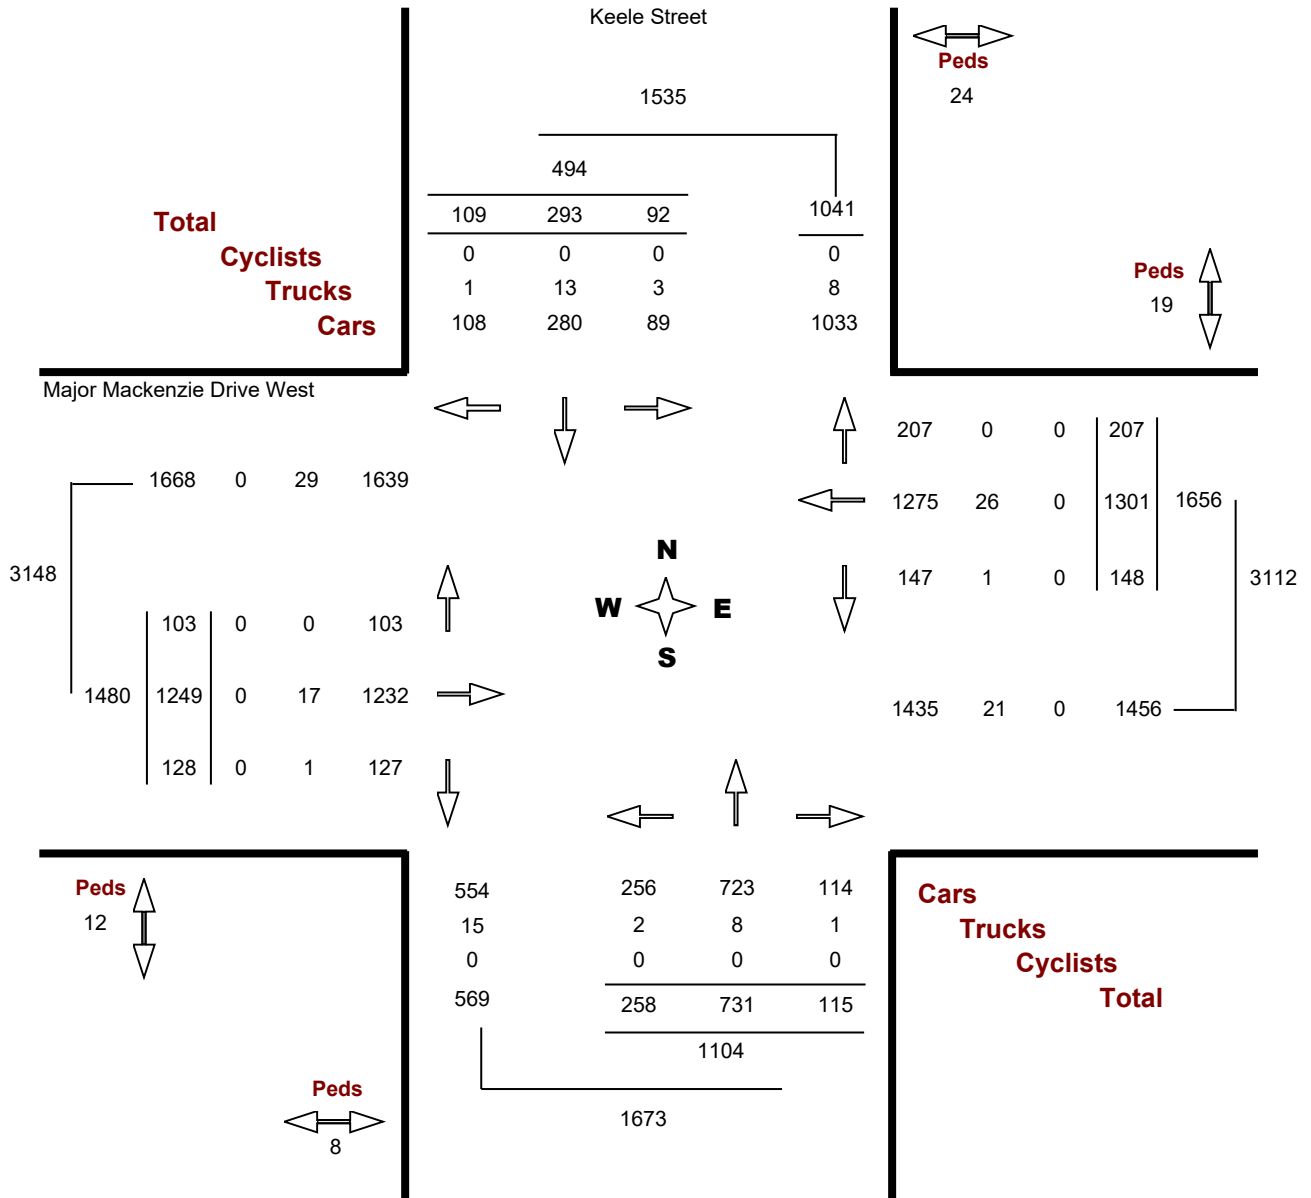 Keele Street
Peds
24
1535
494
109 293 92 1041
Total
0 0 0 0
Cyclists
1 13 3 8
Trucks
108 280 89 1033
Cars
Peds
19
Major Mackenzie Drive West
207 0 0 207
1668 0 29 1639
1275 26 0 1301 1656
N
3148
147 1 0 148 3112
W E
103 0 0 103
S
1480 1249 0 17 1232
1435 21 0 1456
128 0 1 127
Peds
12
554 256 723 114
Cars
15 2 8 1
Trucks
0 0 0 0
Cyclists
569 258 731 115
Total
1104
Peds
8
1673